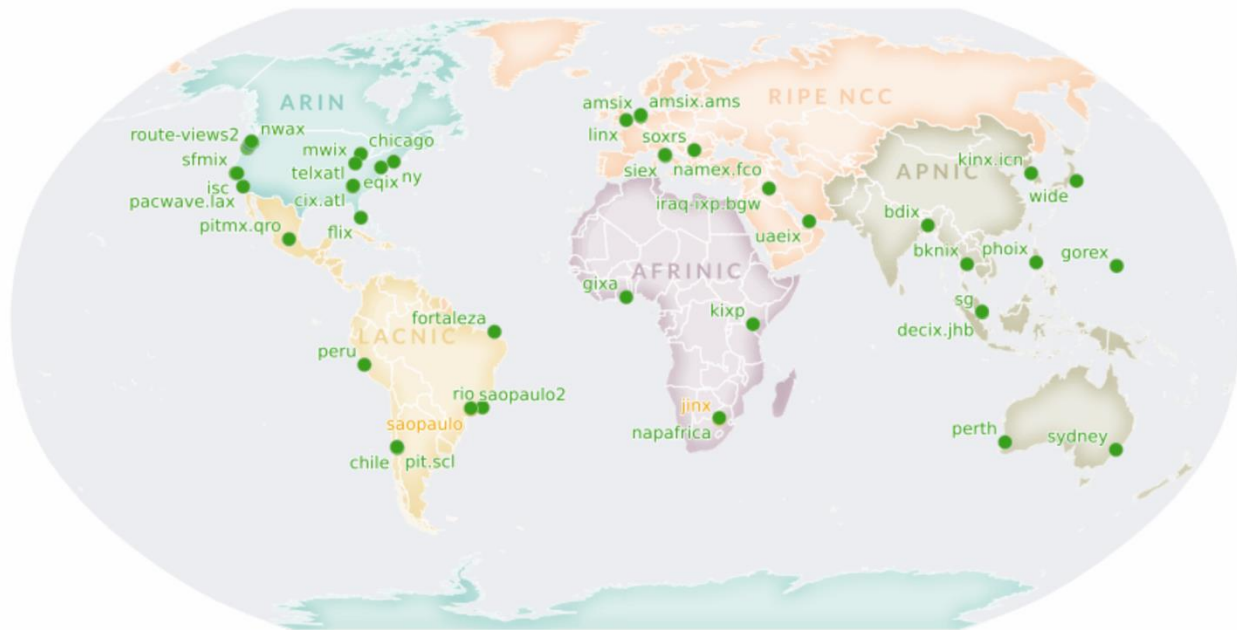 ARIN
RIPE NCC
amsix amsix.ams
route-views2 nwax
linx soxrs
mwix chicago
sfmix
telxatl
siex namex.fco
kinx.icn
APNIC
isc
eqix ny
pacwave.lax
cix.atl
iraq-ixp.bgw
wide
bdix
pitmx.qro
flix
uaeix
bknix phoix gorex
AFRINIC
gixa
sg
kixp
fortaleza
decix.jhb
LACNIC
peru
rio saopaulo2
jinx
saopaulo
napafrica
perth
sydney
chile pit.scl